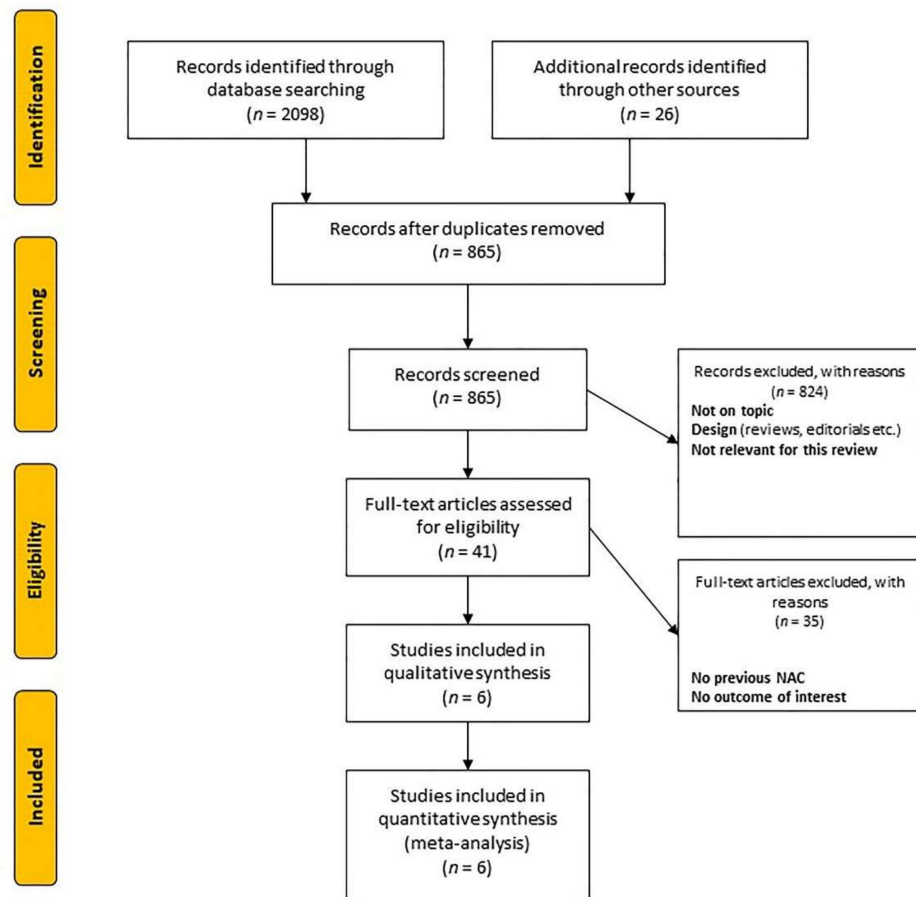 Identification
Records identified through
database searching
(n = 2098)
Additional records identified
through other sources
(n = 26)
Records after duplicates removed
(n = 865)
Screening
Records screened
(n = 865)
Records excluded, with reasons
(n = 824)
Not on topic
Design (reviews, editorials etc.)
Not relevant for this review
Eligibility
Full-text articles assessed
for eligibility
(n = 41)
Full-text articles excluded, with
reasons
(n = 35)
No previous NAC
No outcome of interest
Studies included in
qualitative synthesis
(n = 6)
Included
Studies included in
quantitative synthesis
(meta-analysis)
(n = 6)